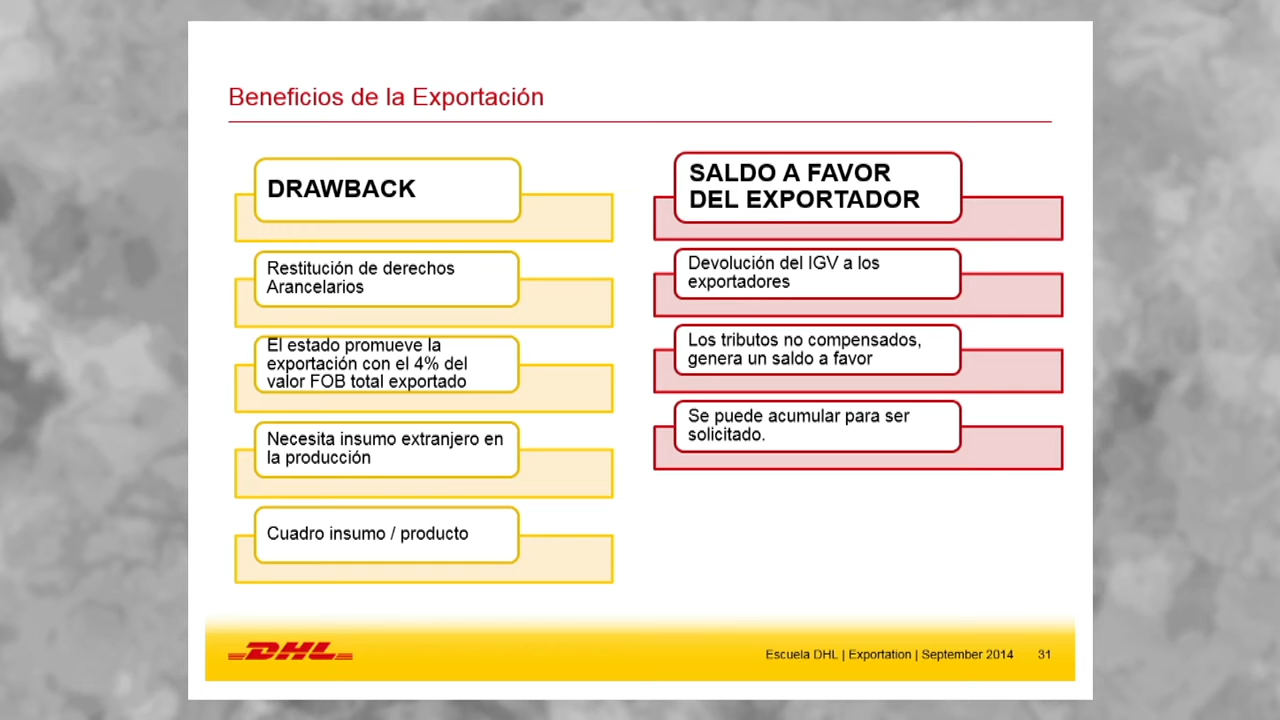 Beneficios de la Exportación
DRAWBACK
Restitución de derechos
Arancelarios
El estado promueve la
exportación con el 4% del
valor FOB total exportado
Necesita insumo extranjero en
la producción
Cuadro insumo / producto
SALDO A FAVOR
DEL EXPORTADOR
Devolución del IGV a los
exportadores
Los tributos no compensados,
genera un saldo a favor
Se puede acumular para ser
solicitado.
DHL
Escuela DHL | Exportation | September 2014 31